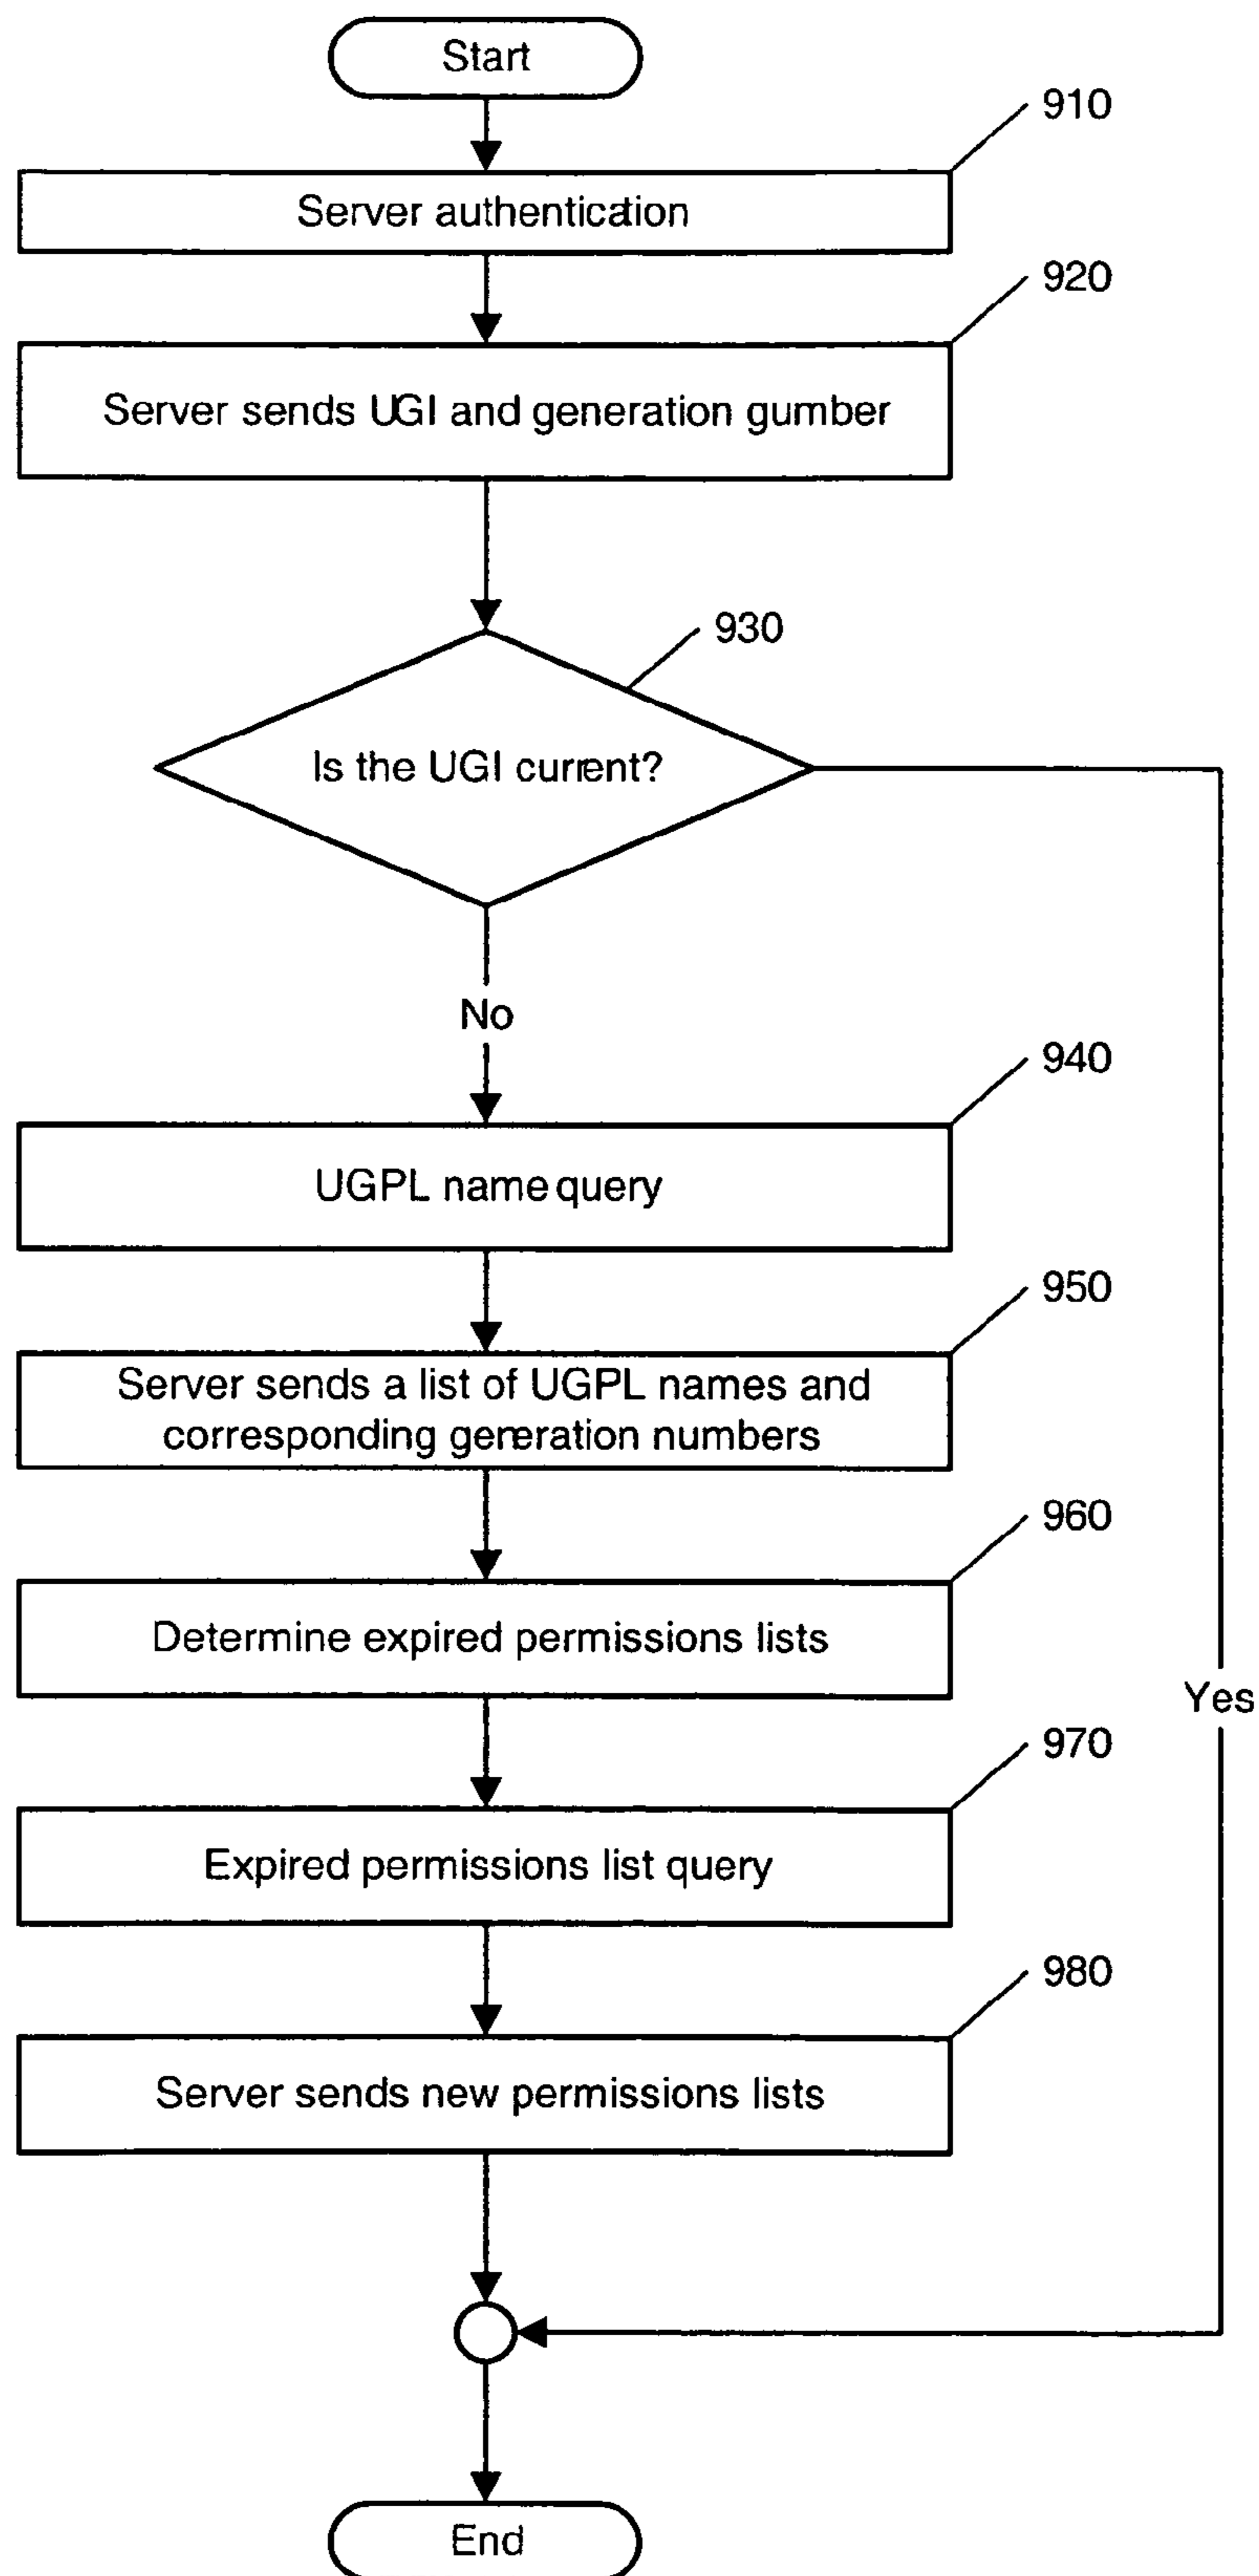 Start
910
Server authentication
920
Server sends UGI and generation gumber
930
Is the UGI current?
No
940
UGPL name query
950
Server sends a list of UGPL names and
corresponding generation numbers
960
Determine expired permissions lists
Yes
970
Expired permissions list query
980
Server sends new permissions lists
End